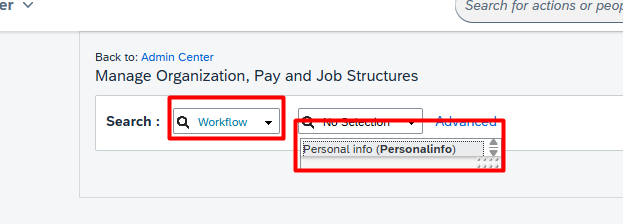 er
Search for actions or peop
Back to: Admin Center
Manage Organization, Pay and Job Structures
Search : Workflow No Selection Advanced
Personal info (Personalinfo)